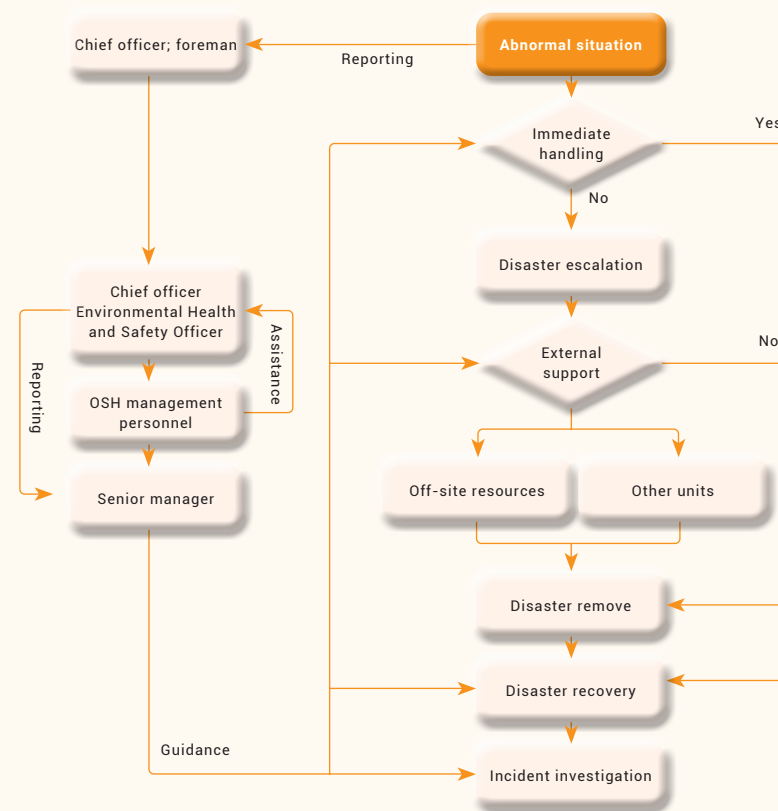 Chief officer; foreman
Reporting
Abnormal situation
Immediate
handling
Yes
No
Chief officer
Environmental Health
and Safety Officer
Disaster escalation
Reporting
Assistance
External
support
No
OSH management
personnel
Senior manager
Off-site resources
Other units
Disaster remove
Disaster recovery
Guidance
Incident investigation